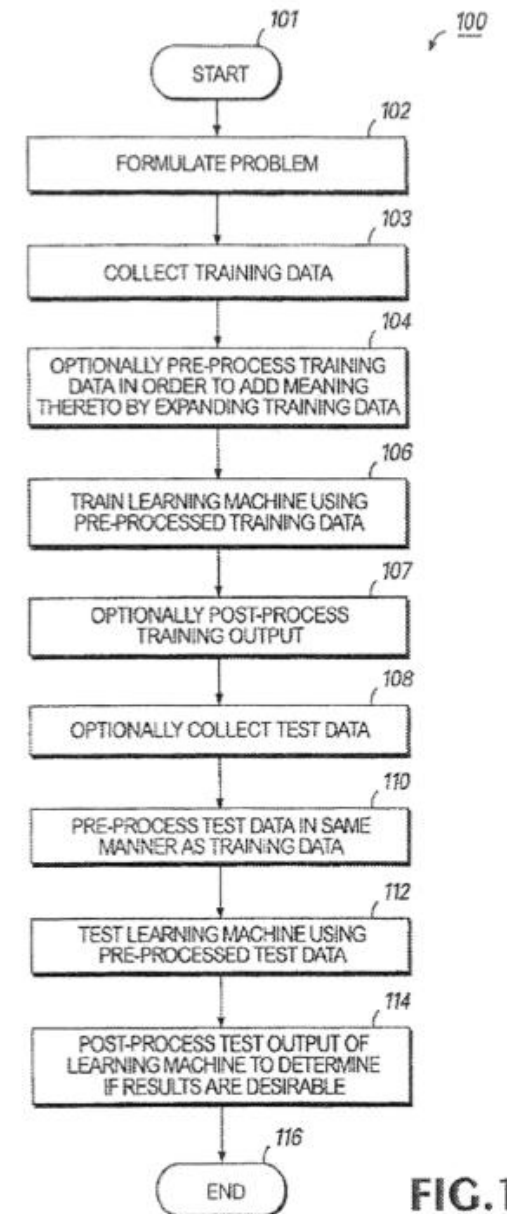 101
100
START
102
FORMULATE PROBLEM
103
COLLECT TRAINING DATA
104
OPTIONALLY PRE-PROCESS TRAINING
DATA IN ORDER TO ADD MEANING
THERETO BY EXPANDING TRAINING DATA
106
TRAIN LEARNING MACHINE USING
PRE-PROCESSED TRAINING DATA
107
OPTIONALLY POST-PROCESS
TRAINING OUTPUT
108
OPTIONALLY COLLECT TEST DATA
110
PRE-PROCESS TEST DATA IN SAME
MANNER AS TRAINING DATA
112
TEST LEARNING MACHINE USING
PRE-PROCESSED TEST DATA
114
POST-PROCESS TEST OUTPUT OF
LEARNING MACHINE TO DETERMINE
IF RESULTS ARE DESIRABLE
116
END
FIG.1